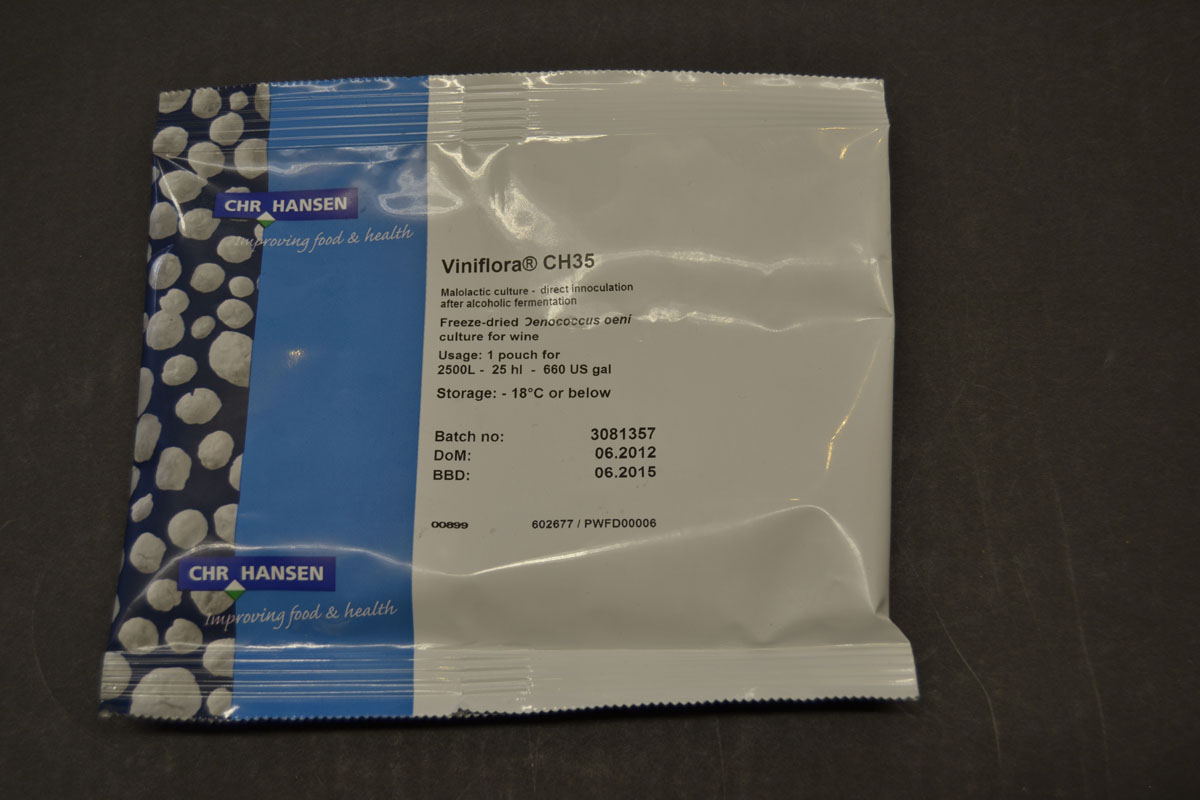 CHR HANSEN
Improving food & health
Viniflora® CH35
Malolactic culture - direct innoculation
after alcoholic fermentation
Freeze-dried Oenococcus oeni
culture for wine
Usage: 1 pouch for
2500L - 25 hl - 660 US gal
Storage: - 18°C or below
Batch no: 3081357
DoM: 06.2012
BBD: 06.2015
00899 602677 / PWFD00006
CHR HANSEN
Improving food & health